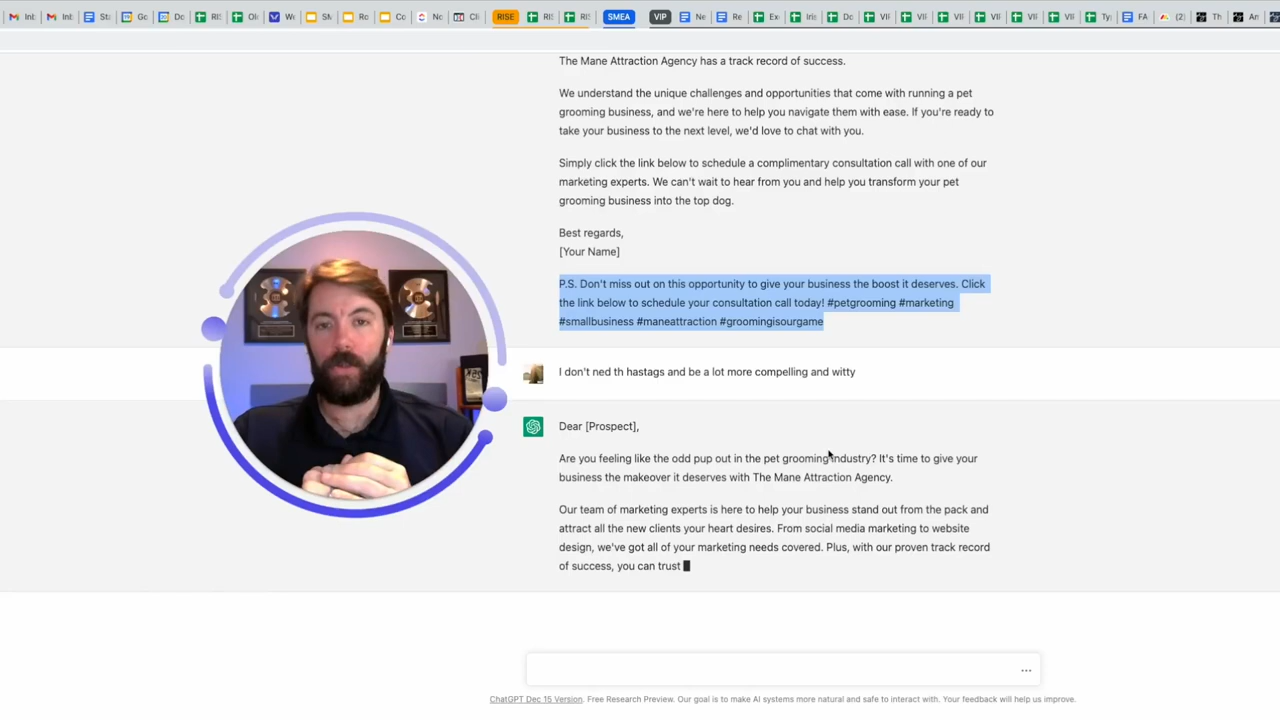 RISE
SMEA
VIP
The Mane Attraction Agency has a track record of success.
We understand the unique challenges and opportunities that come with running a pet
grooming business, and we're here to help you navigate them with ease. If you're ready to
take your business to the next level, we'd love to chat with you.
Simply click the link below to schedule a complimentary consultation call with one of our
marketing experts. We can't wait to hear from you and help you transform your pet
grooming business into the top dog.
Best regards,
[Your Name]
P.S. Don't miss out on this opportunity to give your business the boost it deserves. Click
the link below to schedule your consultation call today! #petgrooming #marketing
#smallbusiness #maneattraction #groomingisourgame
I don't ned th hastags and be a lot more compelling and witty
Dear [Prospect],
Are you feeling like the odd pup out in the pet grooming industry? It's time to give your
business the makeover it deserves with The Mane Attraction Agency.
Our team of marketing experts is here to help your business stand out from the pack and
attract all the new clients your heart desires. From social media marketing to website
design, we've got all of your marketing needs covered. Plus, with our proven track record
of success, you can trust
ChatGPT Dec 15 Version. Free Research Preview. Our goal is to make AI systems more natural and safe to interact with. Your feedback will help us improve.